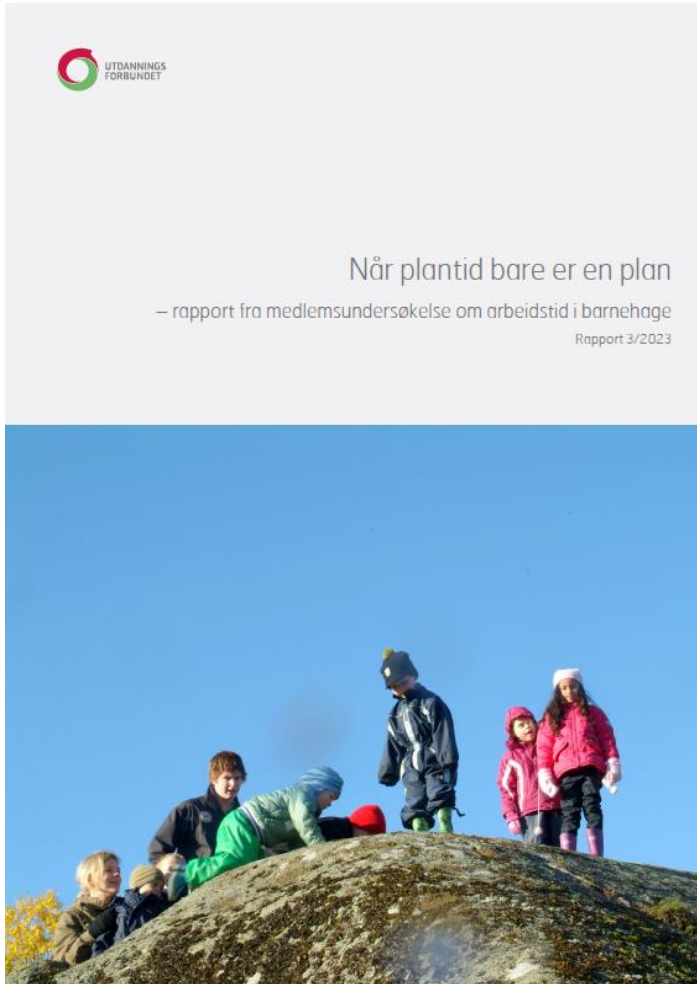 UTDANNINGS
FORBUNDET
Når plantid bare er en plan
– rapport fra medlemsundersøkelse om arbeidstid i barnehage
Rapport 3/2023